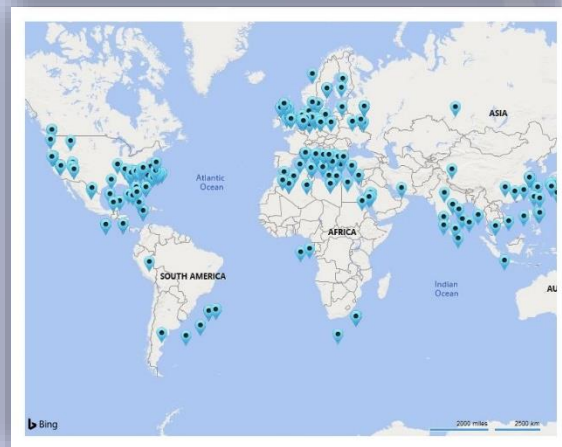 ASIA
Atlantic
Ocean
AFRICA
SOUTH AMERICA
Indian
Ocean
AU
Bing
2000 miles 2500 km